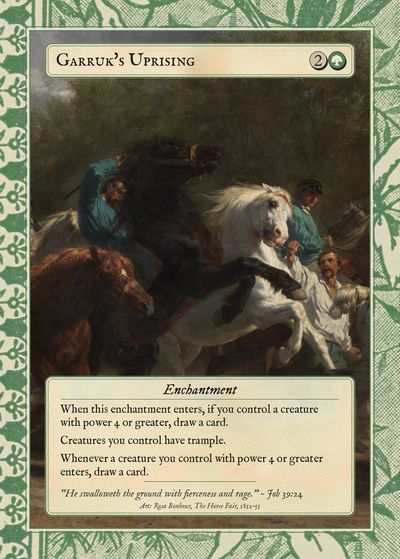 Garruk's Uprising 2
Enchantment
When this enchantment enters, if you control a creature
with power 4 or greater, draw a card.
Creatures you control have trample.
Whenever a creature you control with power 4 or greater
enters, draw a card.
"He swalloweth the ground with fierceness and rage." – Job 39:24
Art: Rosa Bonheur, The Horse Fair, 1852-55